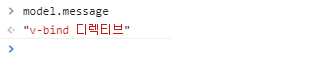 model.message
"v-bind 디렉티브"